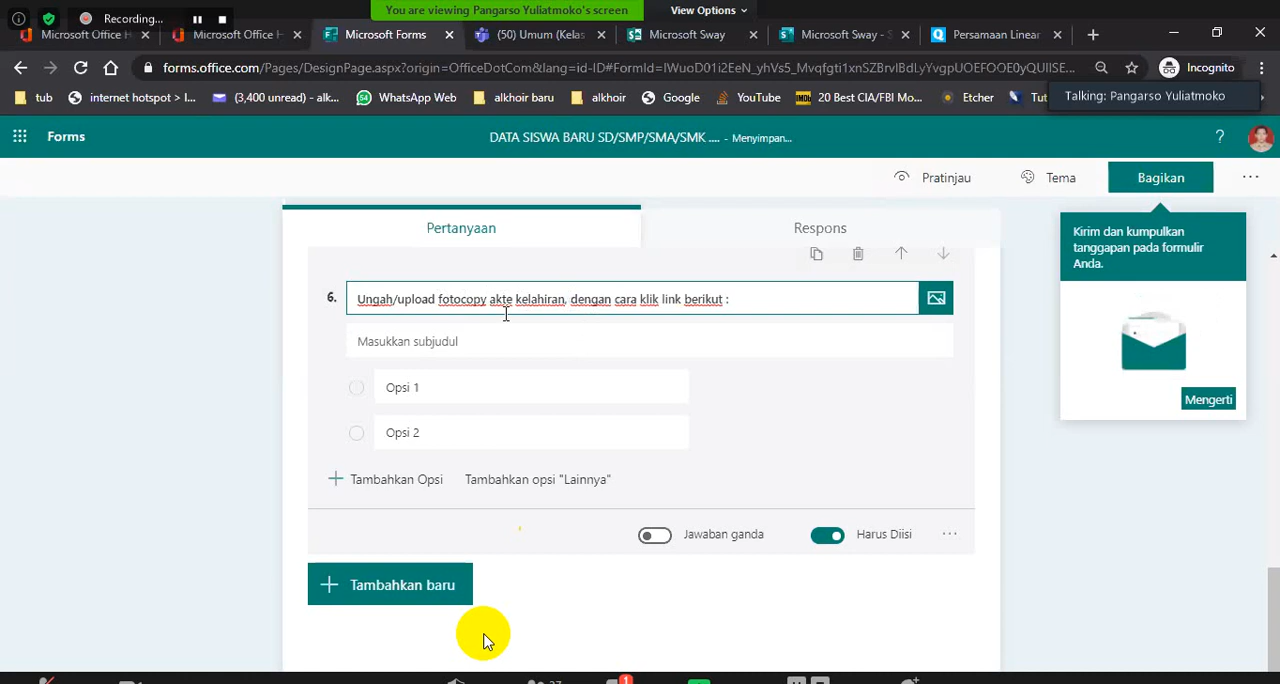 Recording...
You are viewing Pangarso Yuliatmoko's screen
View Options
Microsoft Office H
Microsoft Office H
Microsoft Forms
(50) Umum (Kelas
Microsoft Sway
Microsoft Sway -
Persamaan Linear
forms.office.com/Pages/DesignPage.aspx?origin=OfficeDotCom&lang=id-ID#FormId=
Incognito
tub
internet hotspot > I...
(3,400 unread) - alk...
WhatsApp Web
alkhoir baru
alkhoir
Google
YouTube
20 Best CIA/FBI Mo...
Etcher
Tut
Talking: Pangarso Yuliatmoko
Forms
DATA SISWA BARU SD/SMP/SMA/SMK .... - Menyimpan...
?
Pratinjau
Tema
Bagikan
Pertanyaan
Respons
Kirim dan kumpulkan
tanggapan pada formulir
Anda.
Mengerti
6. Ungah/upload fotocopy akte kelahiran, dengan cara klik link berikut :
Masukkan subjudul
Opsi 1
Opsi 2
Tambahkan Opsi
Tambahkan opsi "Lainnya"
Jawaban ganda
Harus Diisi
Tambahkan baru
1